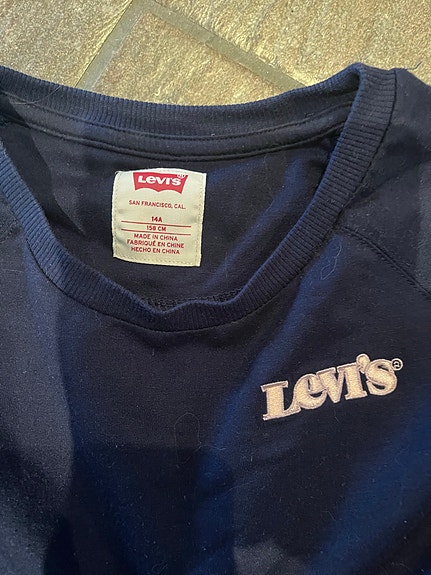 Levi's
SAN FRANCISCO, CAL.
14A
158 CM
MADE IN CHINA
FABRIQUÉ EN CHINE
HECHO EN CHINA
Levi's®